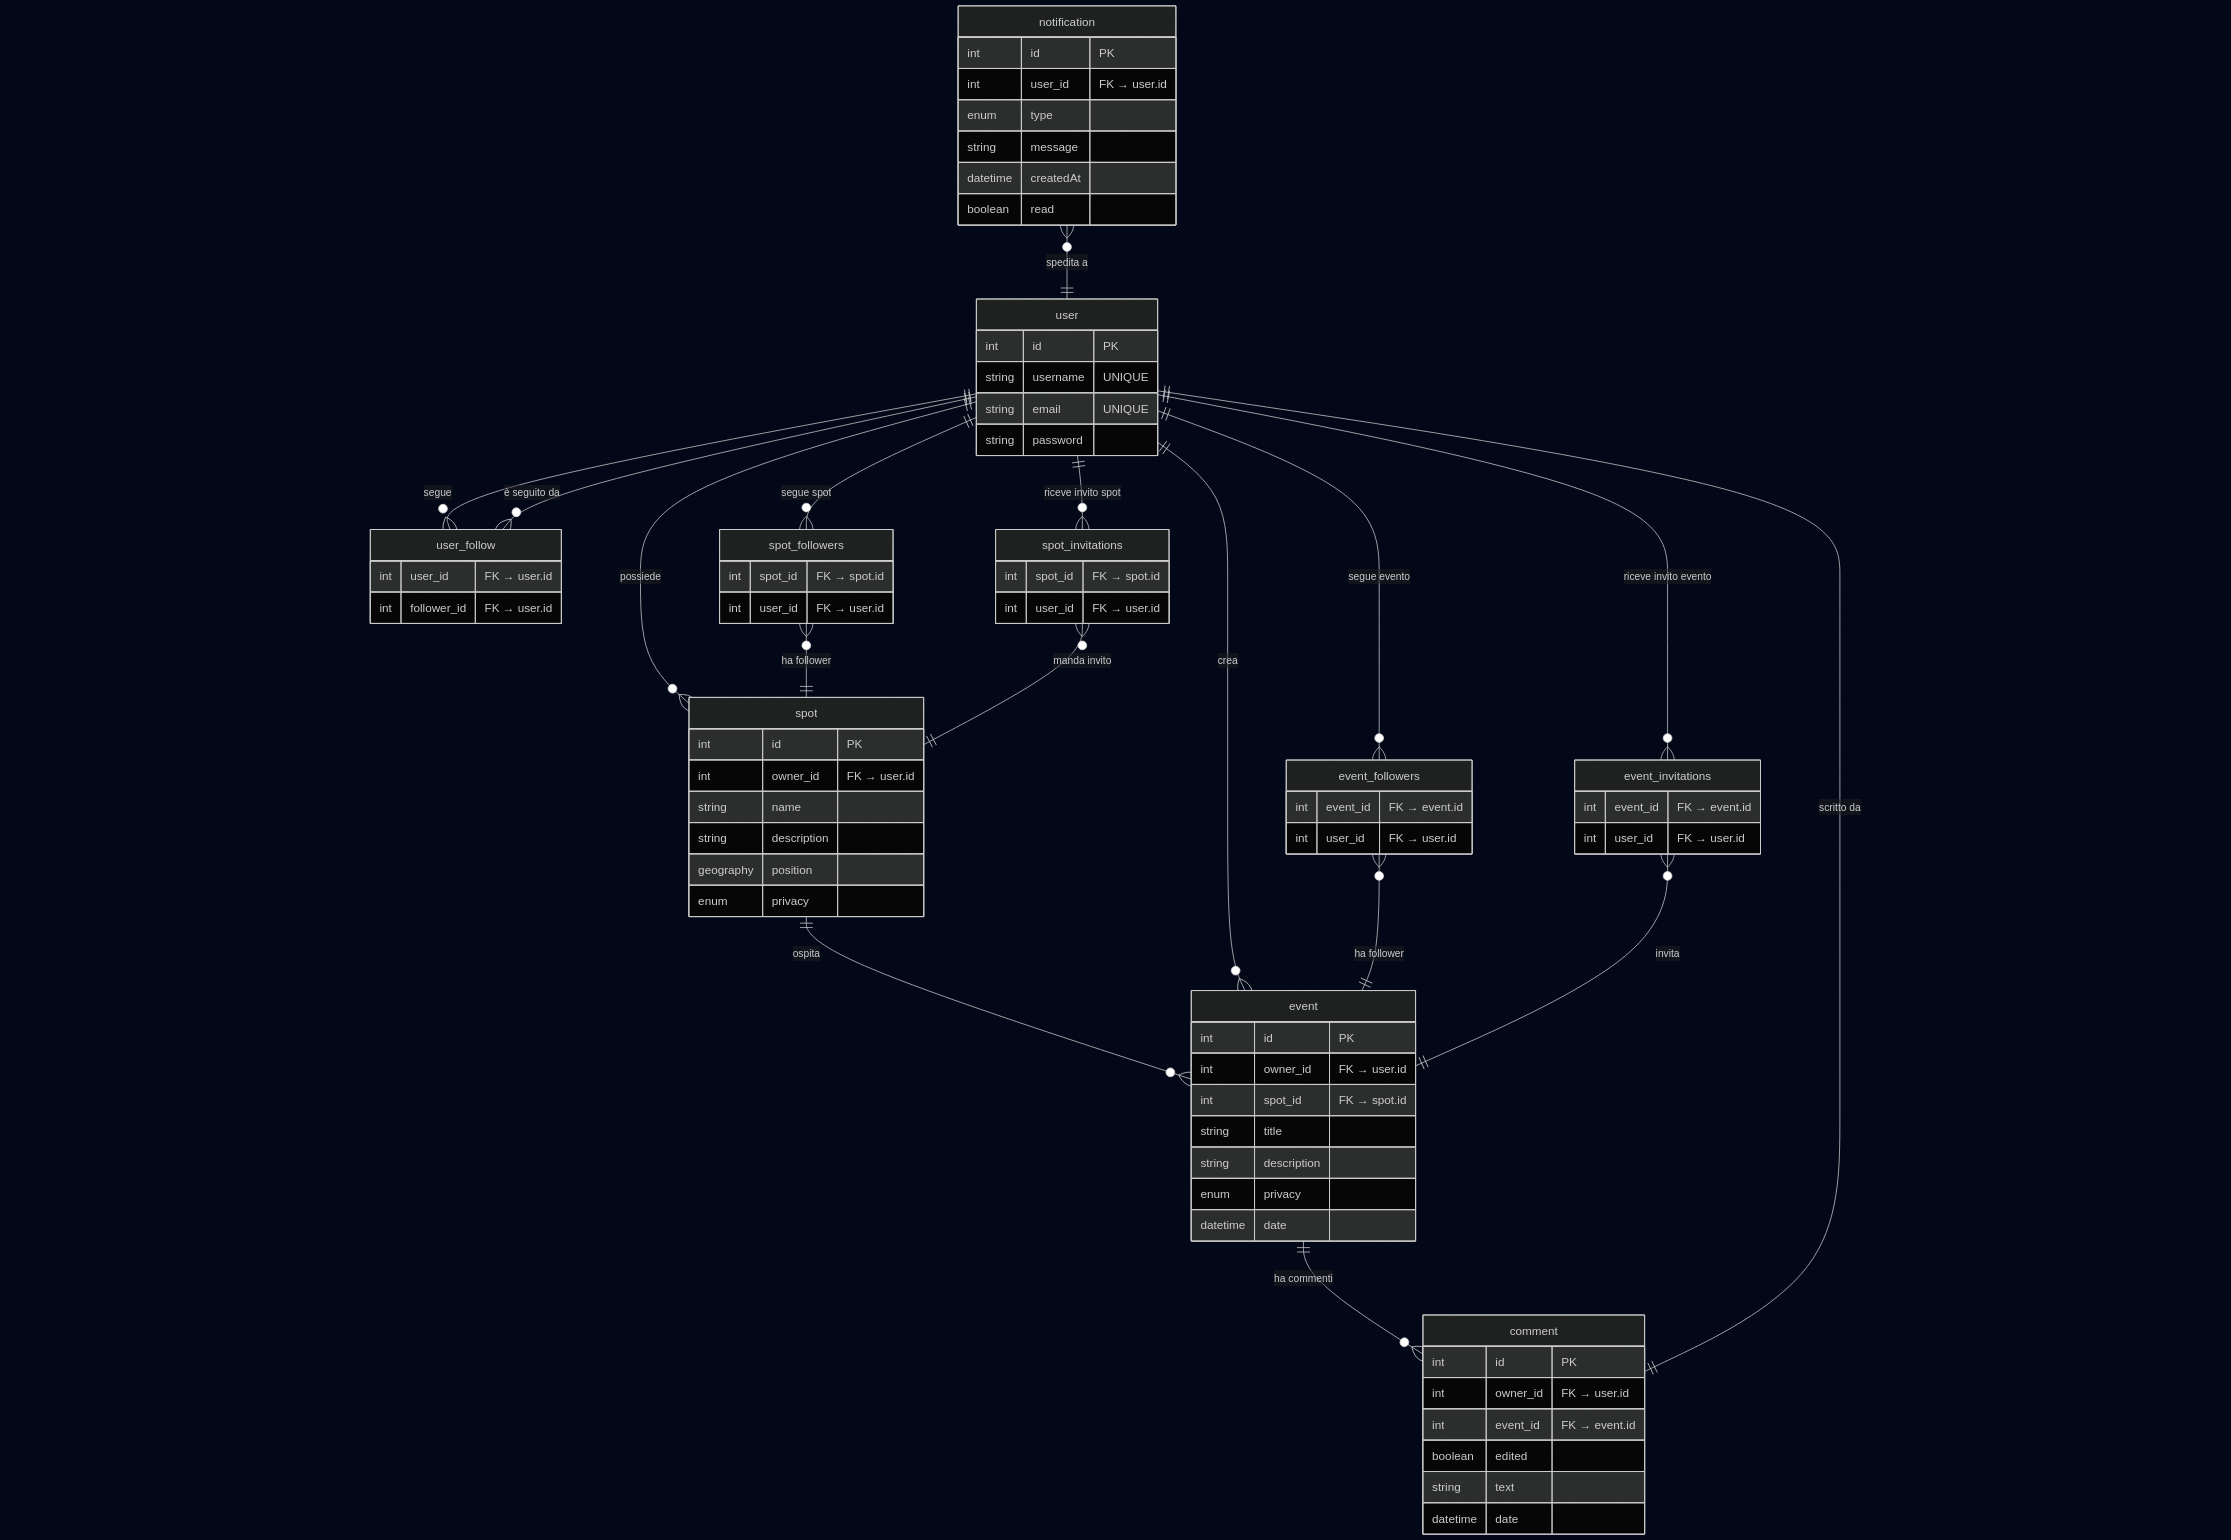 notification
int id PK
int user_id FK → user.id
enum type
string message
datetime createdAt
boolean read
spedita a
user
int id PK
string username UNIQUE
string email UNIQUE
string password
segue
è seguito da
segue spot
riceve invito spot
user_follow
int user_id FK → user.id
int follower_id FK → user.id
possiede
spot_followers
int spot_id FK → spot.id
int user_id FK → user.id
spot_invitations
int spot_id FK → spot.id
int user_id FK → user.id
segue evento
riceve invito evento
ha follower
manda invito
crea
spot
int id PK
int owner_id FK → user.id
string name
string description
geography position
enum privacy
event_followers
int event_id FK → event.id
int user_id FK → user.id
event_invitations
int event_id FK → event.id
int user_id FK → user.id
scritto da
ospita
ha follower
invita
event
int id PK
int owner_id FK → user.id
int spot_id FK → spot.id
string title
string description
enum privacy
datetime date
ha commenti
comment
int id PK
int owner_id FK → user.id
int event_id FK → event.id
boolean edited
string text
datetime date